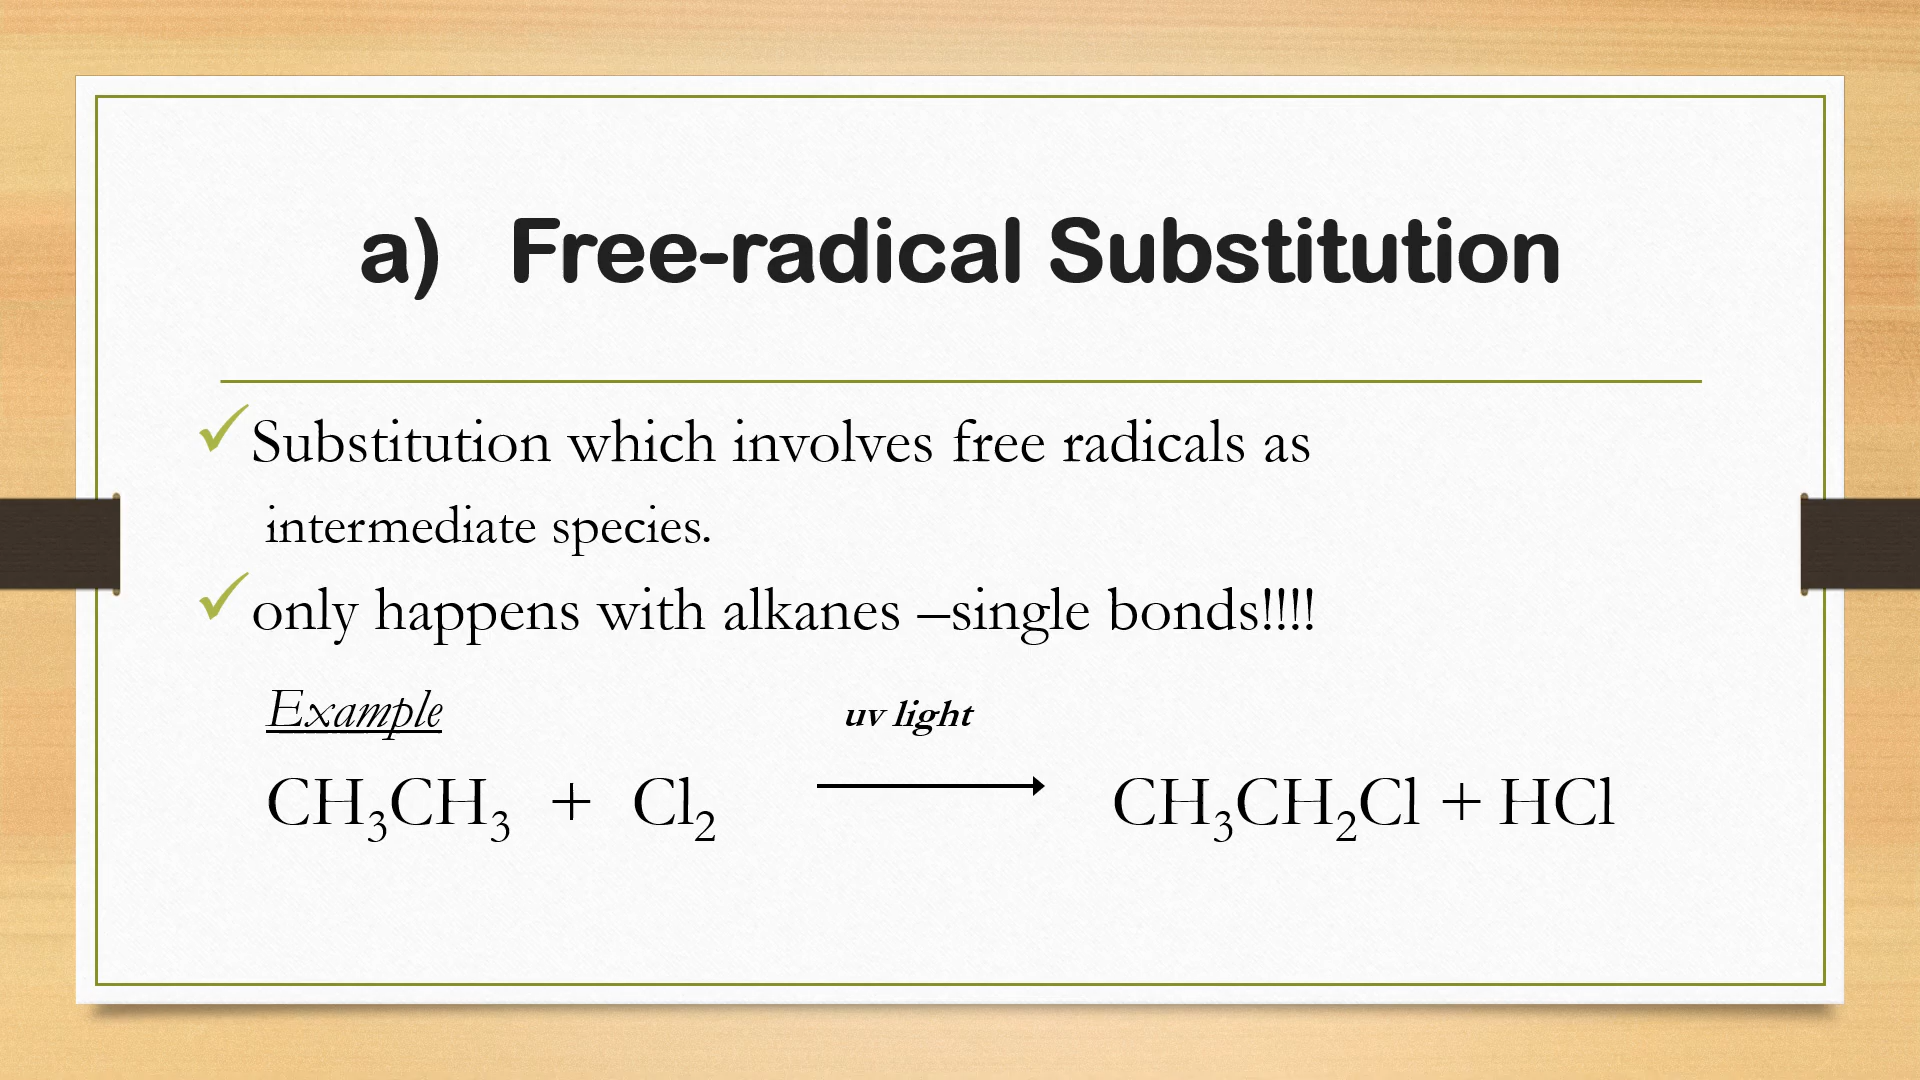 a) Free-radical Substitution
Substitution which involves free radicals as
intermediate species.
only happens with alkanes –single bonds!!!!
Example
uv light
CH₃CH₃ + Cl₂ → CH₃CH₂Cl + HCl